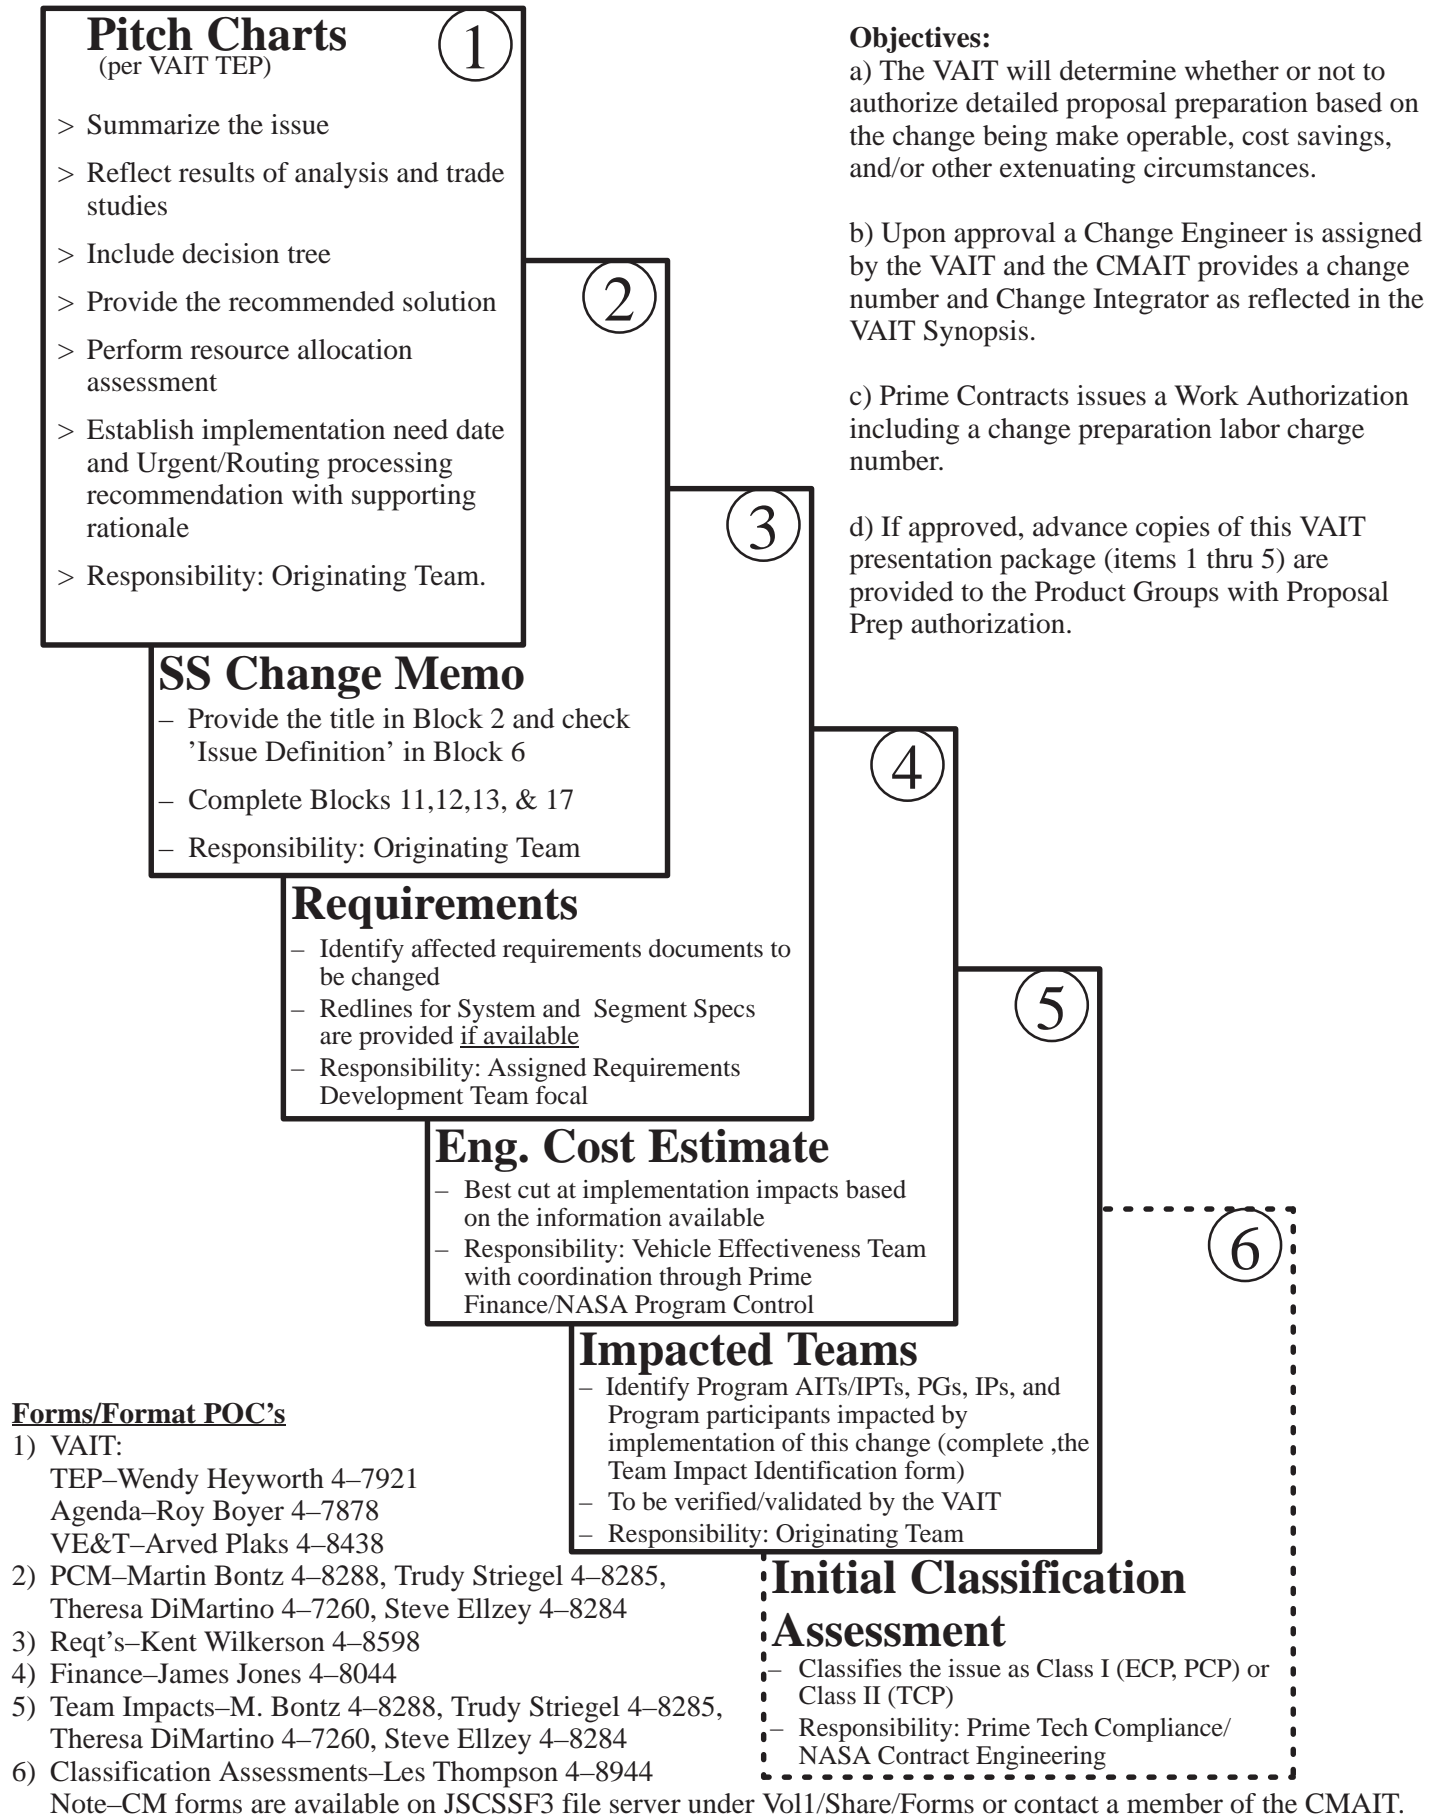 Pitch Charts
(per VAIT TEP)
1
> Summarize the issue
> Reflect results of analysis and trade
studies
> Include decision tree
> Provide the recommended solution
> Perform resource allocation
assessment
> Establish implementation need date
and Urgent/Routing processing
recommendation with supporting
rationale
> Responsibility: Originating Team.
Objectives:
a) The VAIT will determine whether or not to
authorize detailed proposal preparation based on
the change being make operable, cost savings,
and/or other extenuating circumstances.
b) Upon approval a Change Engineer is assigned
by the VAIT and the CMAIT provides a change
number and Change Integrator as reflected in the
VAIT Synopsis.
c) Prime Contracts issues a Work Authorization
including a change preparation labor charge
number.
d) If approved, advance copies of this VAIT
presentation package (items 1 thru 5) are
provided to the Product Groups with Proposal
Prep authorization.
2
SS Change Memo
– Provide the title in Block 2 and check
’Issue Definition’ in Block 6
– Complete Blocks 11,12,13, & 17
– Responsibility: Originating Team
3
Requirements
– Identify affected requirements documents to
be changed
– Redlines for System and Segment Specs
are provided if available
– Responsibility: Assigned Requirements
Development Team focal
4
Eng. Cost Estimate
– Best cut at implementation impacts based
on the information available
– Responsibility: Vehicle Effectiveness Team
with coordination through Prime
Finance/NASA Program Control
5
Impacted Teams
– Identify Program AITs/IPTs, PGs, IPs, and
Program participants impacted by
implementation of this change (complete ,the
Team Impact Identification form)
– To be verified/validated by the VAIT
– Responsibility: Originating Team
6
Initial Classification
Assessment
– Classifies the issue as Class I (ECP, PCP) or
Class II (TCP)
– Responsibility: Prime Tech Compliance/
NASA Contract Engineering
Forms/Format POC's
1) VAIT:
TEP–Wendy Heyworth 4–7921
Agenda–Roy Boyer 4–7878
VE&T–Arved Plaks 4–8438
2) PCM–Martin Bontz 4–8288, Trudy Striegel 4–8285,
Theresa DiMartino 4–7260, Steve Ellzey 4–8284
3) Reqt's–Kent Wilkerson 4–8598
4) Finance–James Jones 4–8044
5) Team Impacts–M. Bontz 4–8288, Trudy Striegel 4–8285,
Theresa DiMartino 4–7260, Steve Ellzey 4–8284
6) Classification Assessments–Les Thompson 4–8944
Note–CM forms are available on JSCSSF3 file server under Vol1/Share/Forms or contact a member of the CMAIT.